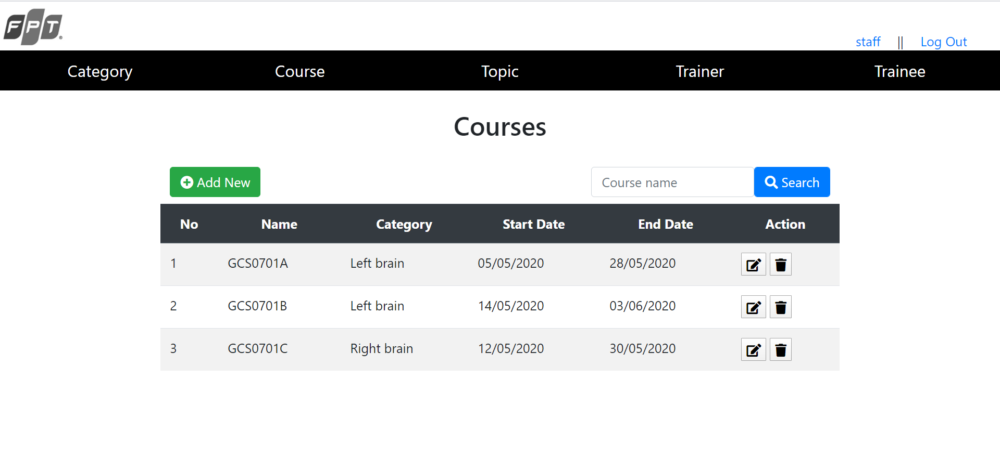 FPT®
staff || Log Out
Category Course Topic Trainer Trainee
Courses
Add New Course name Search
No Name Category Start Date End Date Action
1 GCS0701A Left brain 05/05/2020 28/05/2020
2 GCS0701B Left brain 14/05/2020 03/06/2020
3 GCS0701C Right brain 12/05/2020 30/05/2020